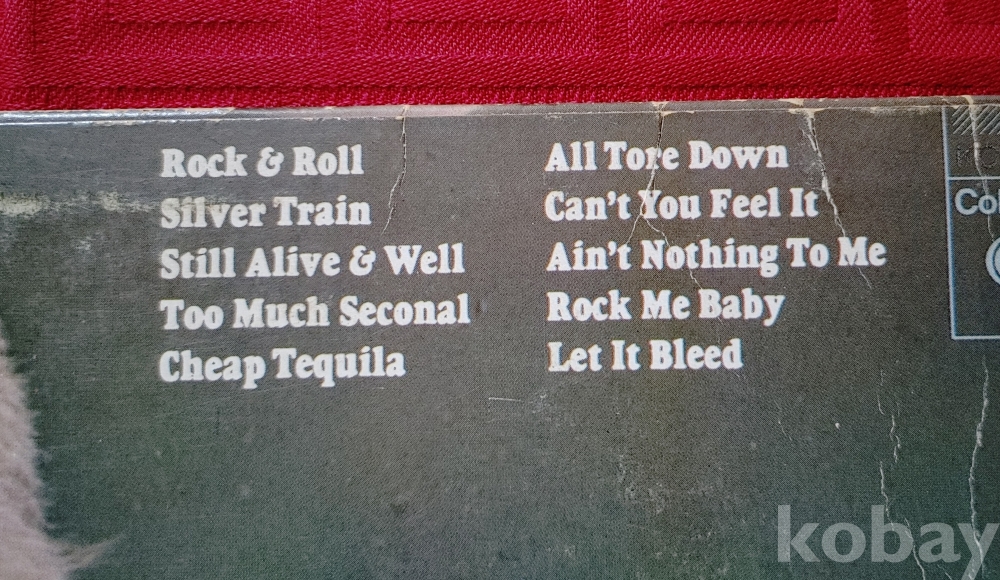 Rock & Roll
Silver Train
Still Alive & Well
Too Much Seconal
Cheap Tequila
All Tore Down
Can't You Feel It
Ain't Nothing To Me
Rock Me Baby
Let It Bleed
kobay